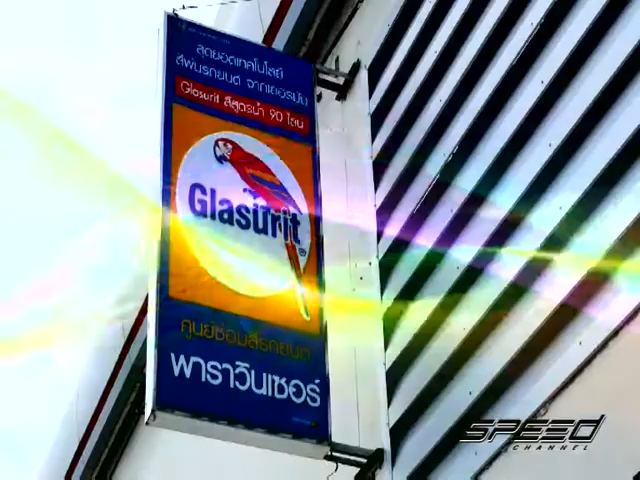 สุดยอดเทคโนโลยี
สีพ่นรถยนต์ จากเยอรมัน
Glasurit สีสูตรน้ำ 90 ไลน์
Glasurit
ศูนย์ซ่อมสีรถยนต์
พาราวินเซอร์
SPEED
CHANNEL